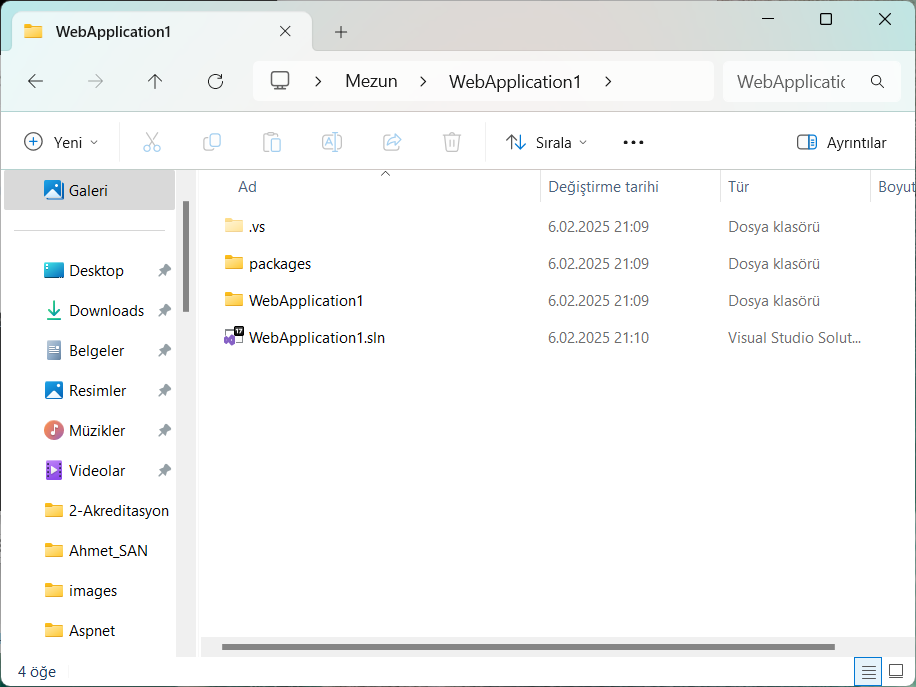 WebApplication1
Mezun WebApplication1 WebApplicatic
Yeni Sırala Ayrıntılar
Galeri
Ad Değiştirme tarihi Tür Boyut
.vs 6.02.2025 21:09 Dosya klasörü
packages 6.02.2025 21:09 Dosya klasörü
WebApplication1 6.02.2025 21:09 Dosya klasörü
WebApplication1.sln 6.02.2025 21:10 Visual Studio Solut...
Desktop
Downloads
Belgeler
Resimler
Müzikler
Videolar
2-Akreditasyon
Ahmet_SAN
images
Aspnet
4 öğe